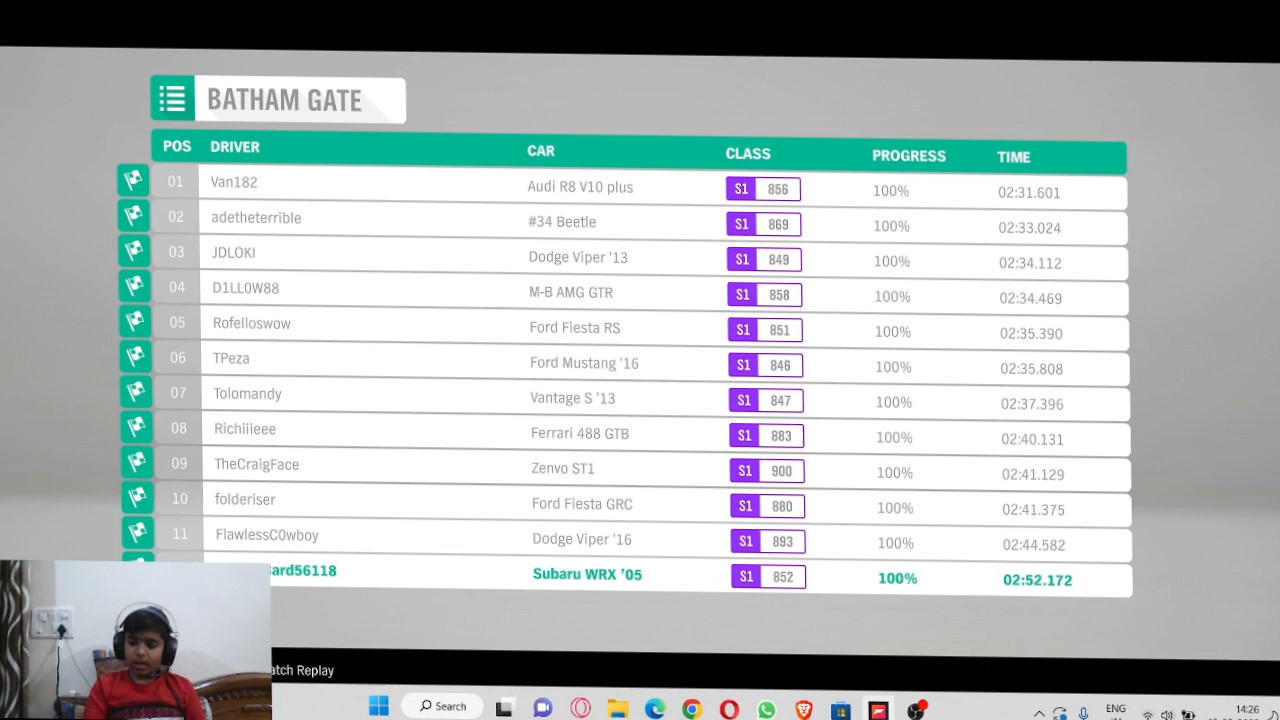 BATHAM GATE
POS DRIVER CAR CLASS PROGRESS TIME
01 Van182 Audi R8 V10 plus S1 856 100% 02:31.601
02 adetheterrible #34 Beetle S1 869 100% 02:33.024
03 JDLOKI Dodge Viper '13 S1 849 100% 02:34.112
04 D1LL0W88 M-B AMG GTR S1 858 100% 02:34.469
05 Rofelloswow Ford Fiesta RS S1 851 100% 02:35.390
06 TPeza Ford Mustang '16 S1 846 100% 02:35.808
07 Tolomandy Vantage S '13 S1 847 100% 02:37.396
08 Richiiieee Ferrari 488 GTB S1 883 100% 02:40.131
09 TheCraigFace Zenvo ST1 S1 900 100% 02:41.129
10 folderiser Ford Fiesta GRC S1 880 100% 02:41.375
11 FlawlessC0wboy Dodge Viper '16 S1 893 100% 02:44.582
ard56118 Subaru WRX '05 S1 852 100% 02:52.172
atch Replay
Search ENG 14:26